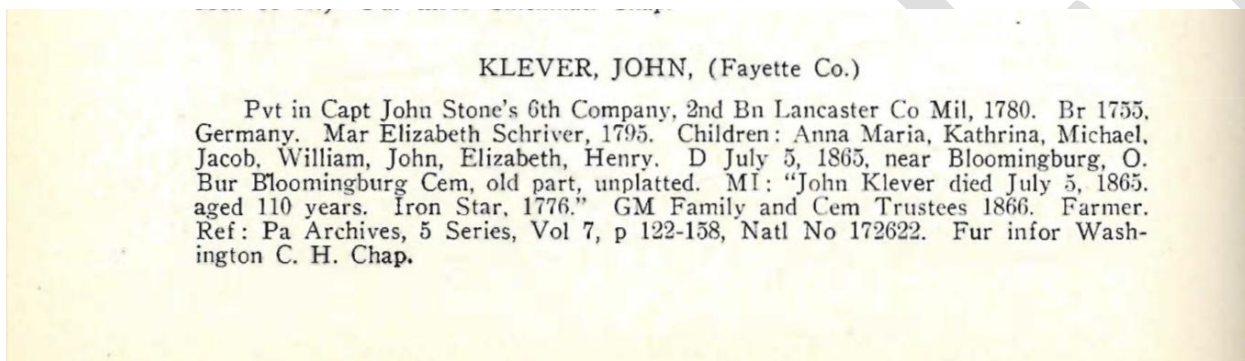 KLEVER, JOHN, (Fayette Co.)
Pvt in Capt John Stone's 6th Company, 2nd Bn Lancaster Co Mil, 1780. Br 1755,
Germany. Mar Elizabeth Schriver, 1795. Children: Anna Maria, Kathrina, Michael,
Jacob, William, John, Elizabeth, Henry. D July 5, 1865, near Bloomingburg, O.
Bur Bloomingburg Cem, old part, unplatted. MI: “John Klever died July 5, 1865.
aged 110 years. Iron Star, 1776.” GM Family and Cem Trustees 1866. Farmer.
Ref: Pa Archives, 5 Series, Vol 7, p 122-158, Natl No 172622. Fur infor Wash-
ington C. H. Chap.